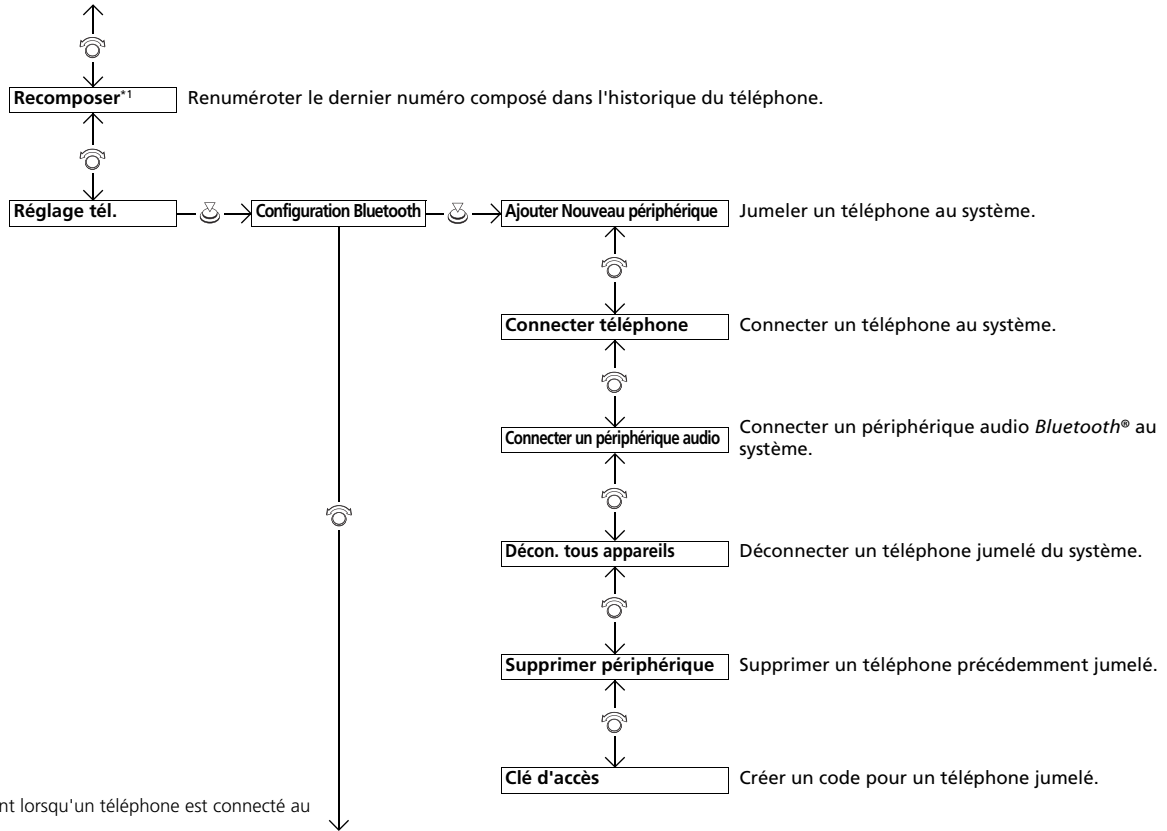 Recomposer*1 Renuméroter le dernier numéro composé dans l'historique du téléphone.
Réglage tél. Configuration Bluetooth Ajouter Nouveau périphérique Jumeler un téléphone au système.
Connecter téléphone Connecter un téléphone au système.
Connecter un périphérique audio Connecter un périphérique audio Bluetooth® au
système.
Décon. tous appareils Déconnecter un téléphone jumelé du système.
Supprimer périphérique Supprimer un téléphone précédemment jumelé.
Clé d'accès Créer un code pour un téléphone jumelé.
nt lorsqu'un téléphone est connecté au